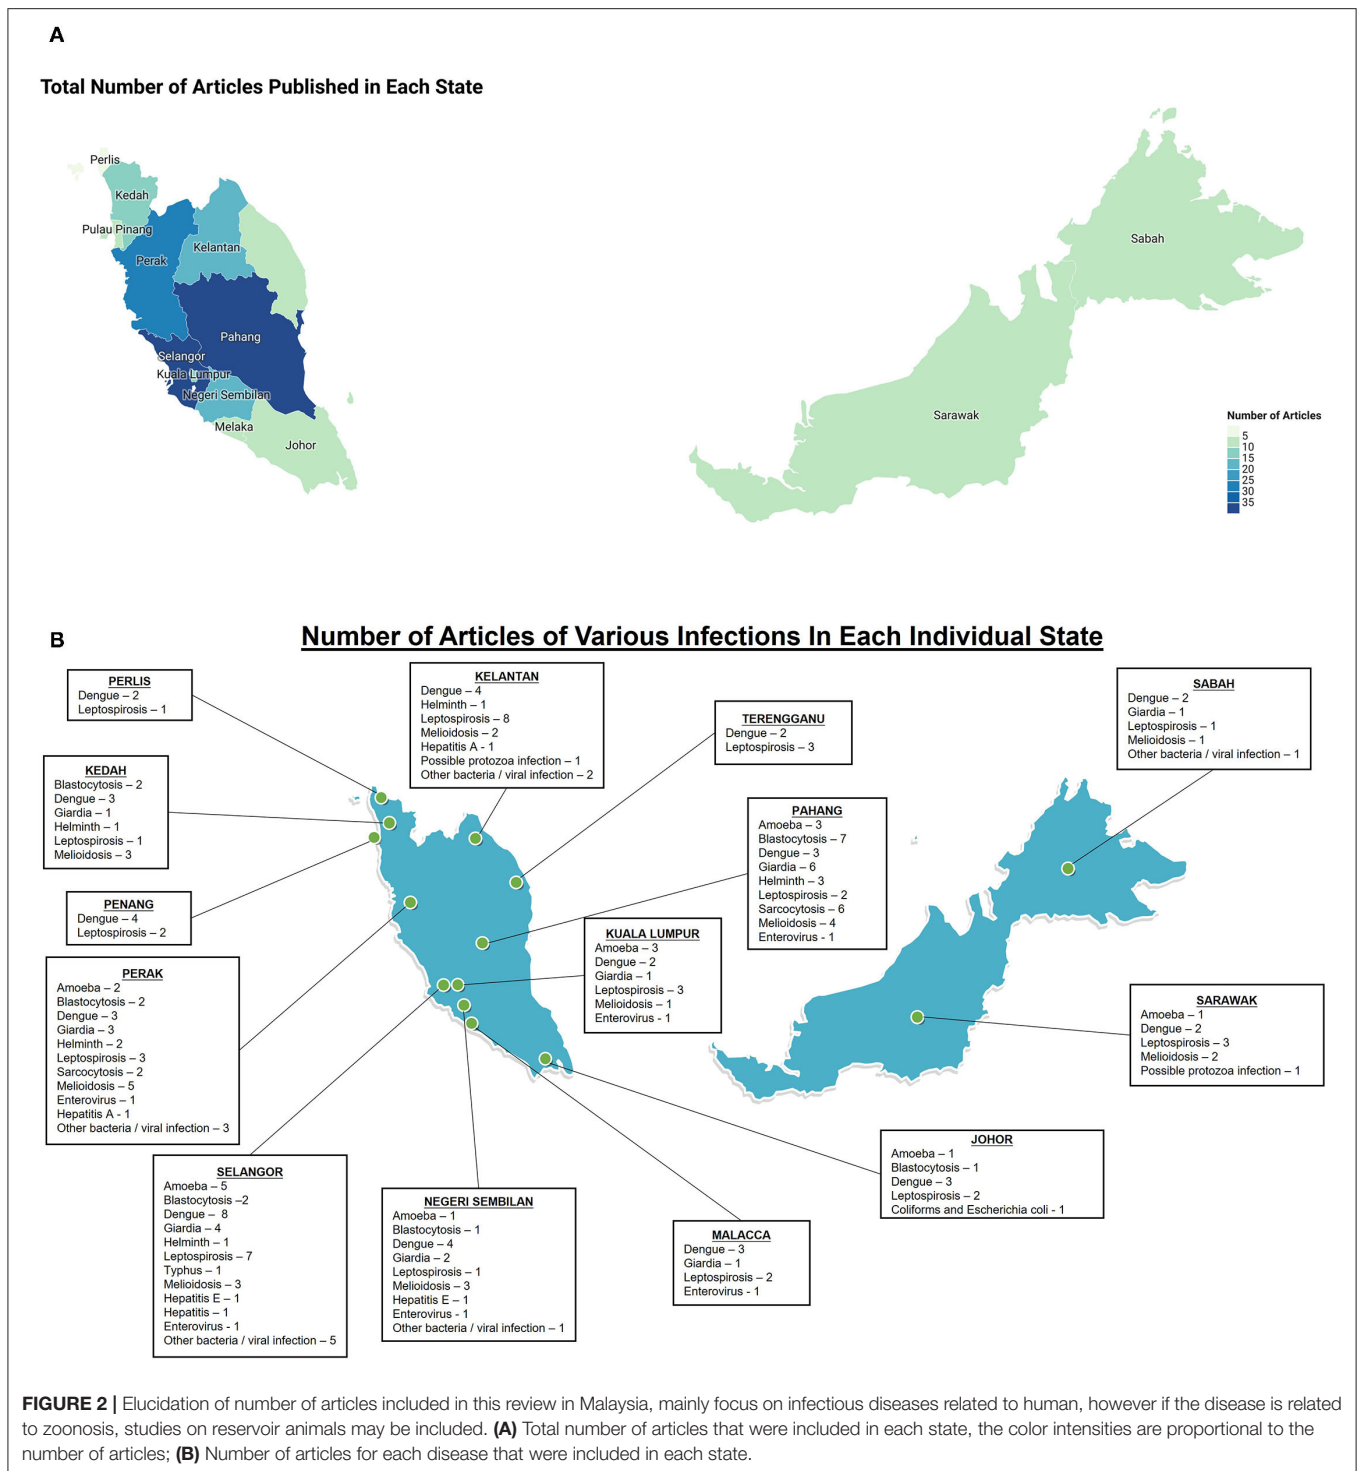 A
Total Number of Articles Published in Each State
Perlis
Kedah
Pulau Pinang
Perak
Kelantan
Pahang
Selangor
Kuala Lumpur
Negeri Sembilan
Melaka
Johor
Sabah
Sarawak
Number of Articles
5
10
15
20
25
30
35
B
Number of Articles of Various Infections In Each Individual State
PERLIS
Dengue – 2
Leptospirosis – 1
KEDAH
Blastocytosis – 2
Dengue – 3
Giardia – 1
Helminth – 1
Leptospirosis – 1
Melioidosis – 3
PENANG
Dengue – 4
Leptospirosis – 2
PERAK
Amoeba – 2
Blastocytosis – 2
Dengue – 3
Giardia – 3
Helminth – 2
Leptospirosis – 3
Sarcocytosis – 2
Melioidosis – 5
Enterovirus – 1
Hepatitis A - 1
Other bacteria / viral infection – 3
SELANGOR
Amoeba – 5
Blastocytosis –2
Dengue – 8
Giardia – 4
Helminth – 1
Leptospirosis – 7
Typhus – 1
Melioidosis – 3
Hepatitis E – 1
Hepatitis – 1
Enterovirus - 1
Other bacteria / viral infection – 5
KELANTAN
Dengue – 4
Helminth – 1
Leptospirosis – 8
Melioidosis – 2
Hepatitis A - 1
Possible protozoa infection – 1
Other bacteria / viral infection – 2
TERENGGANU
Dengue – 2
Leptospirosis – 3
PAHANG
Amoeba – 3
Blastocytosis – 7
Dengue – 3
Giardia – 6
Helminth – 3
Leptospirosis – 2
Sarcocytosis – 6
Melioidosis – 4
Enterovirus - 1
KUALA LUMPUR
Amoeba – 3
Dengue – 2
Giardia – 1
Leptospirosis – 3
Melioidosis – 1
Enterovirus - 1
NEGERI SEMBILAN
Amoeba – 1
Blastocytosis – 1
Dengue – 4
Giardia – 2
Leptospirosis – 1
Melioidosis – 3
Hepatitis E – 1
Enterovirus - 1
Other bacteria / viral infection – 1
MALACCA
Dengue – 3
Giardia – 1
Leptospirosis – 2
Enterovirus - 1
JOHOR
Amoeba – 1
Blastocytosis – 1
Dengue – 3
Leptospirosis – 2
Coliforms and Escherichia coli - 1
SABAH
Dengue – 2
Giardia – 1
Leptospirosis – 1
Melioidosis – 1
Other bacteria / viral infection – 1
SARAWAK
Amoeba – 1
Dengue – 2
Leptospirosis – 3
Melioidosis – 2
Possible protozoa infection – 1
FIGURE 2 | Elucidation of number of articles included in this review in Malaysia, mainly focus on infectious diseases related to human, however if the disease is related
to zoonosis, studies on reservoir animals may be included. (A) Total number of articles that were included in each state, the color intensities are proportional to the
number of articles; (B) Number of articles for each disease that were included in each state.